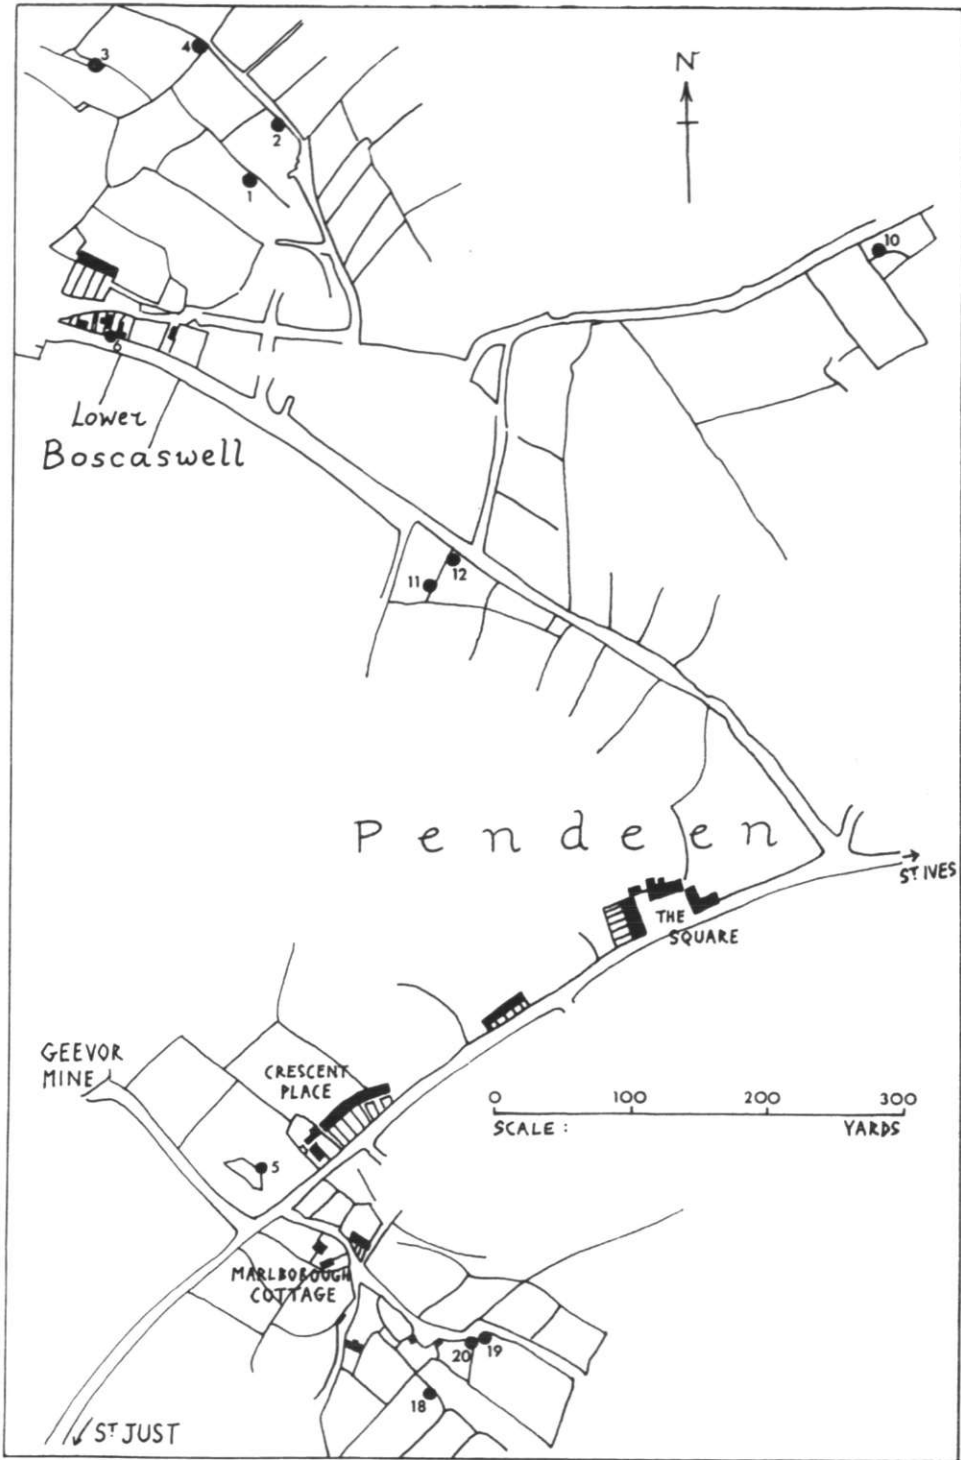 4
3
N
2
1
10
6
Lower
Boscaswell
12
11
Pendeen
ST IVES
THE
SQUARE
GEEVOR
MINE
CRESCENT
PLACE
0 100 200 300
SCALE : YARDS
5
MARLBOROUGH
COTTAGE
20 19
18
ST JUST